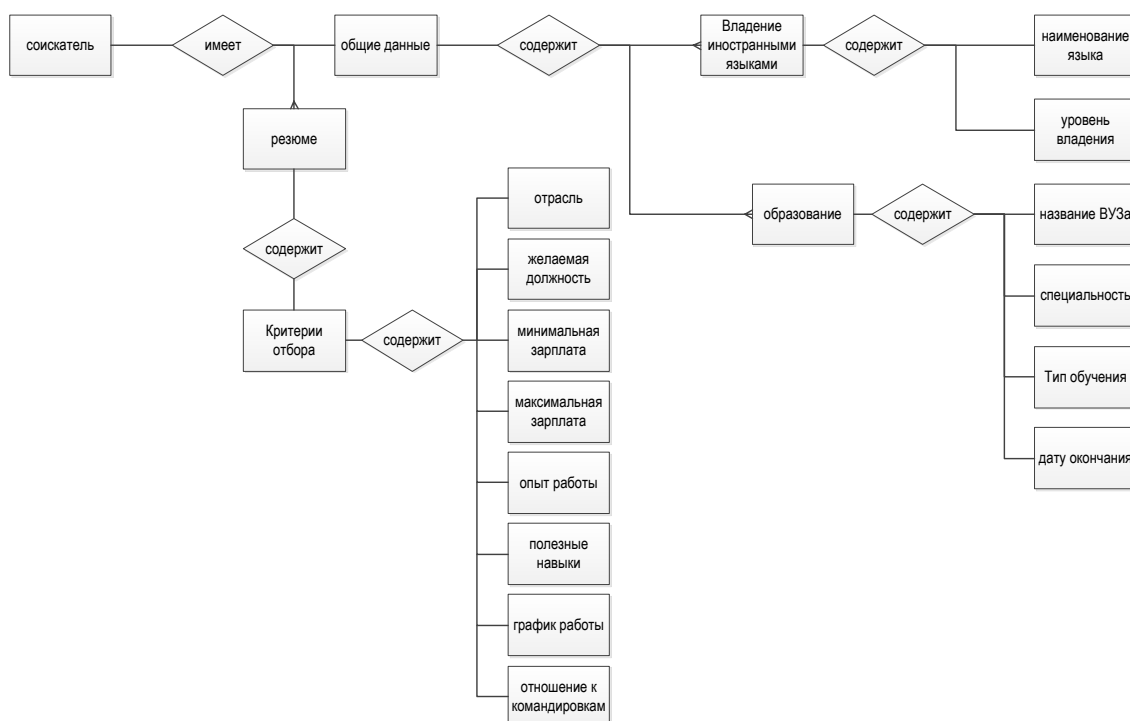 соискатель
имеет
общие данные
содержит
Владение
иностранными
языками
содержит
наименование
языка
уровень
владения
резюме
содержит
Критерии
отбора
содержит
отрасль
желаемая
должность
минимальная
зарплата
максимальная
зарплата
опыт работы
полезные
навыки
график работы
отношение к
командировкам
образование
содержит
название ВУЗа
специальность
Тип обучения
дату окончания